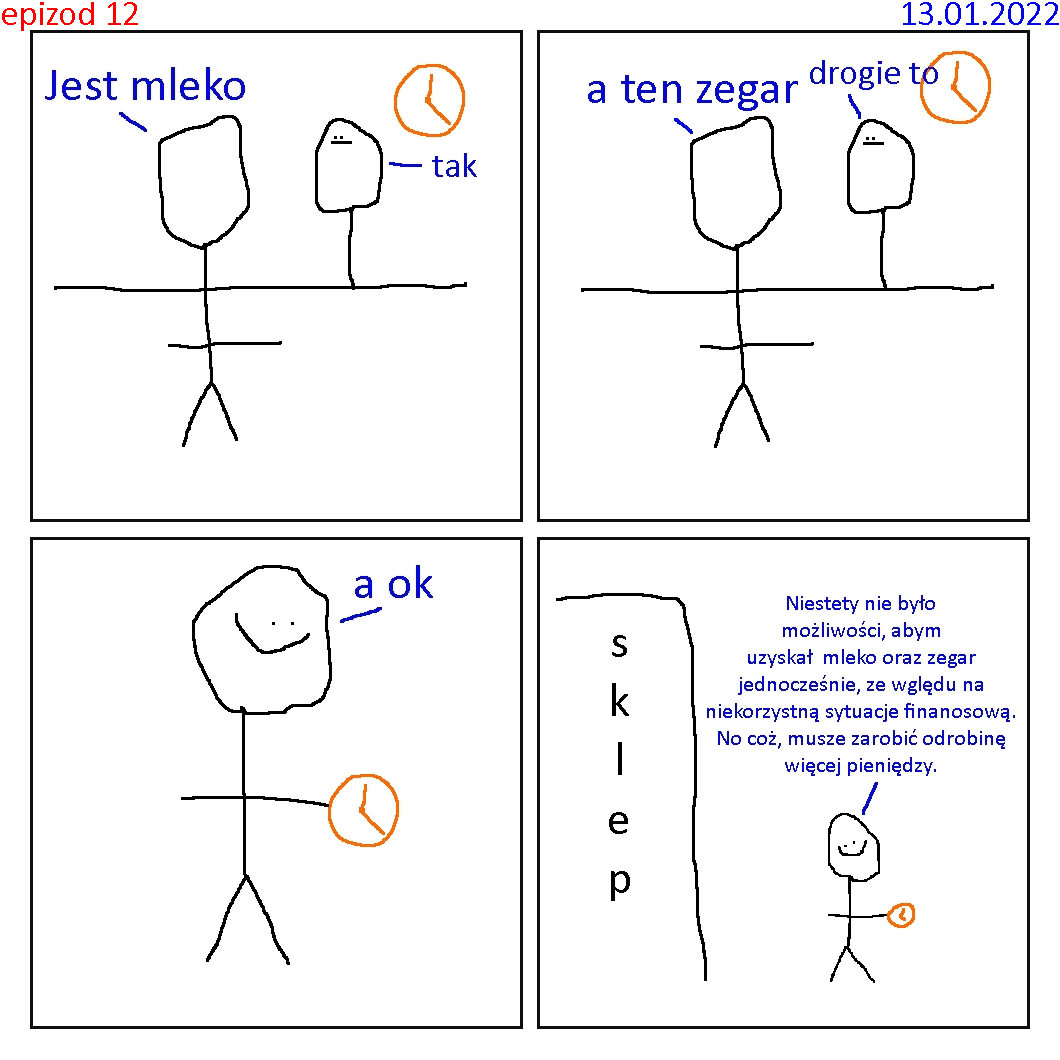 epizod 12
13.01.2022
Jest mleko
tak
a ten zegar
drogie to
a ok
s
k
l
e
p
Niestety nie było
możliwości, abym
uzyskał mleko oraz zegar
jednocześnie, ze wględu na
niekorzystną sytuacje finanosową.
No coż, musze zarobić odrobinę
więcej pieniędzy.